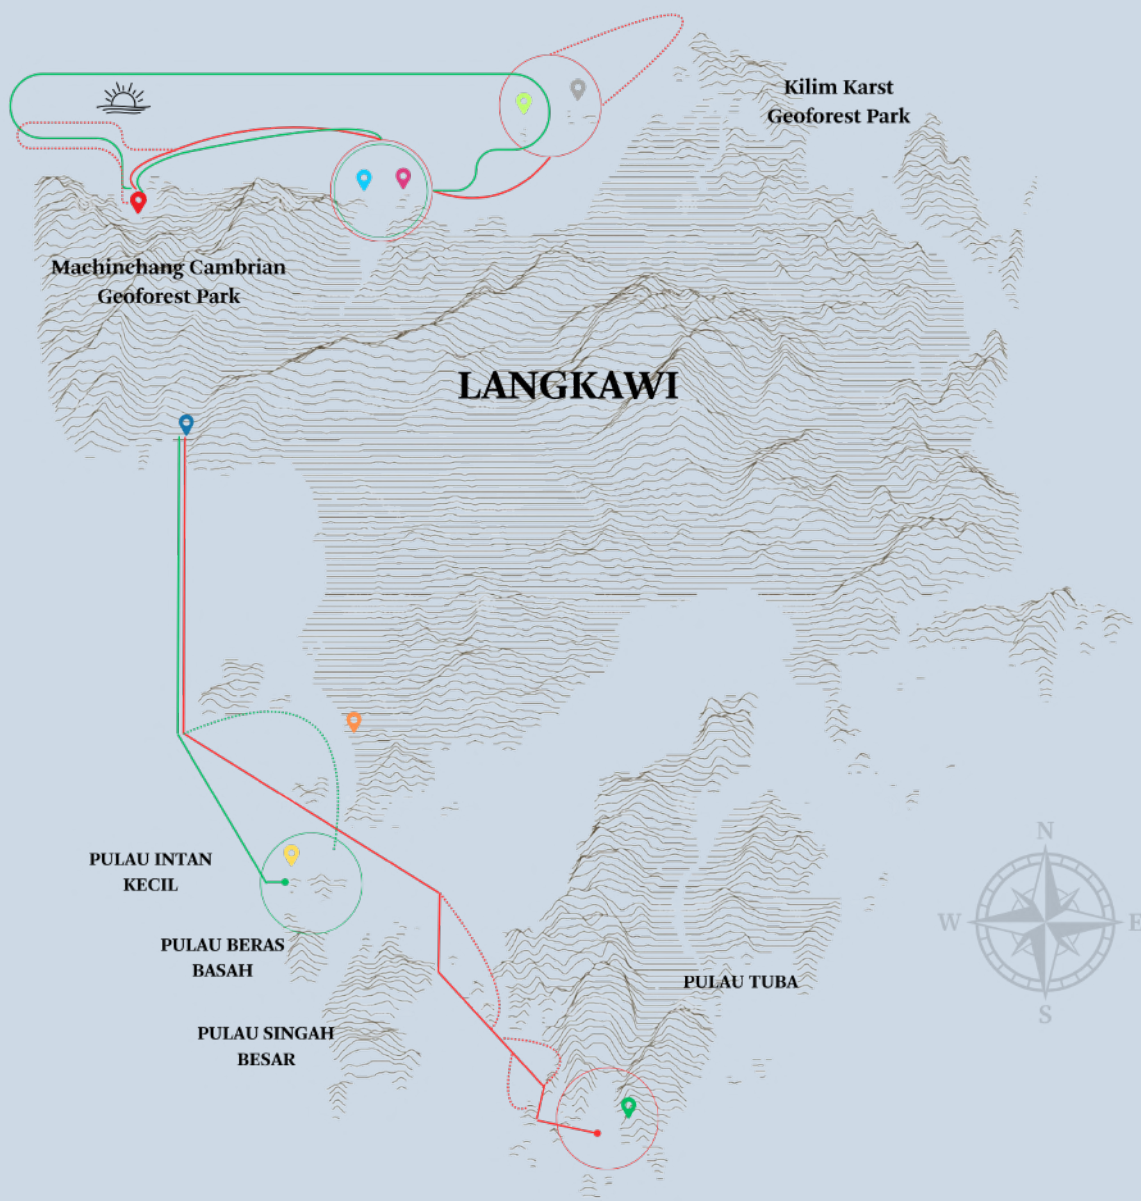 Kilim Karst
Geoforest Park
Machinchang Cambrian
Geoforest Park
LANGKAWI
PULAU INTAN
KECIL
PULAU BERAS
BASAH
PULAU SINGAH
BESAR
PULAU TUBA
N
W
E
S